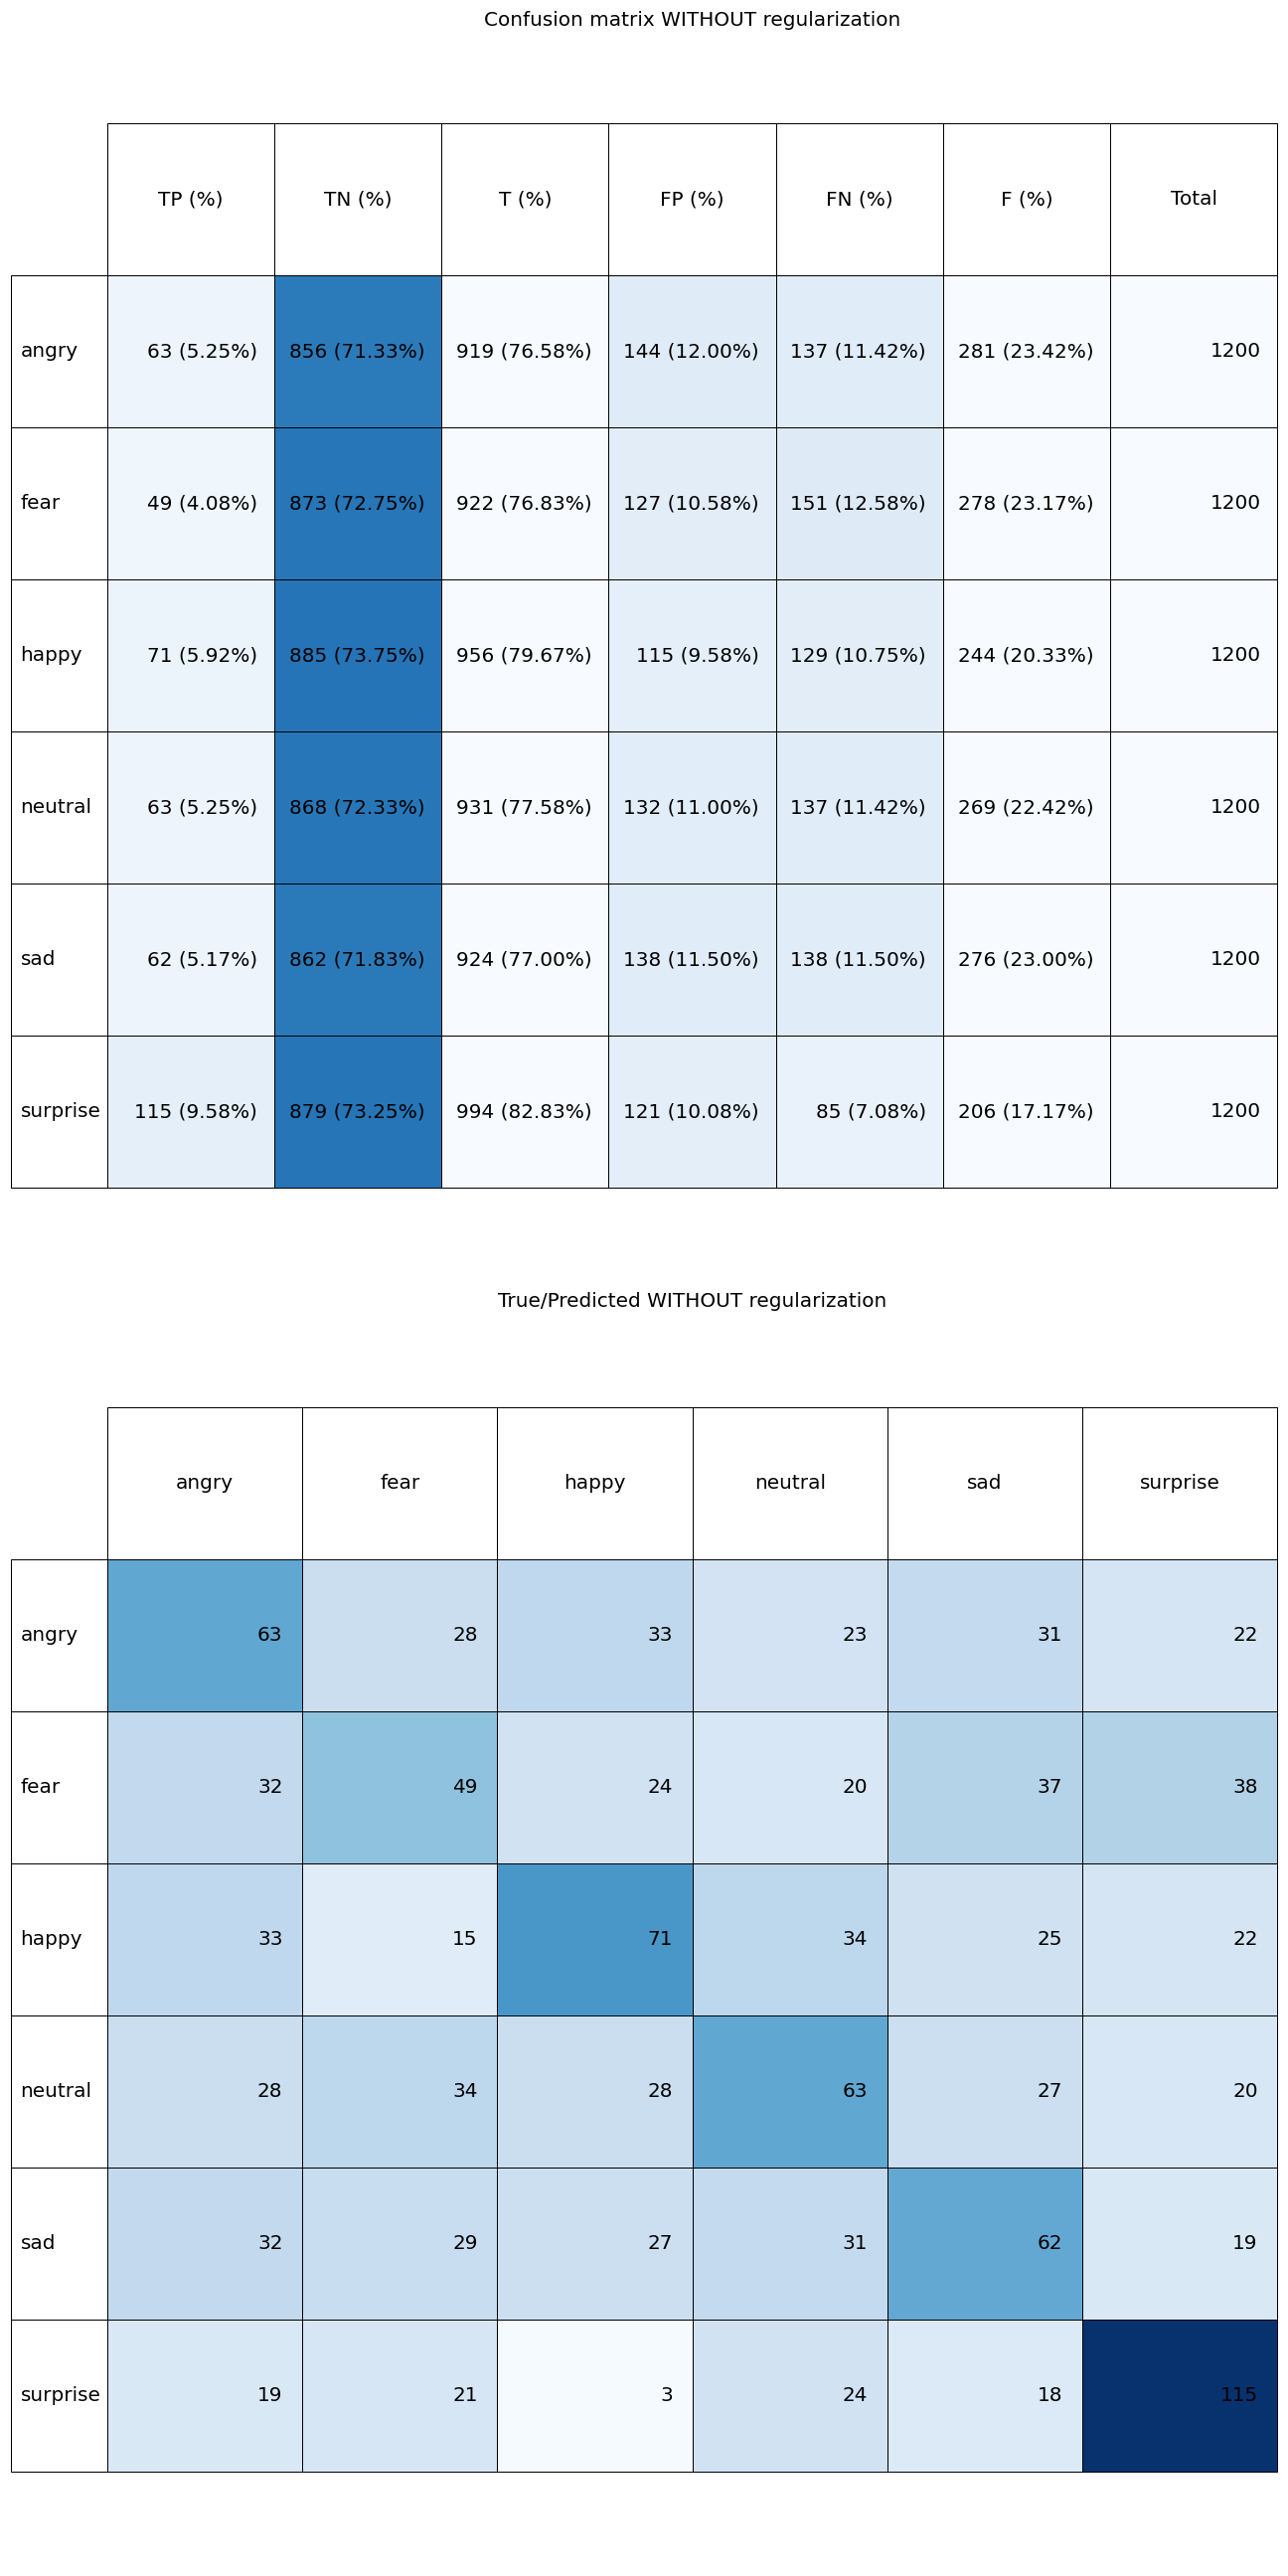 Confusion matrix WITHOUT regularization
TP (%) TN (%) T (%) FP (%) FN (%) F (%) Total
angry 63 (5.25%) 856 (71.33%) 919 (76.58%) 144 (12.00%) 137 (11.42%) 281 (23.42%) 1200
fear 49 (4.08%) 873 (72.75%) 922 (76.83%) 127 (10.58%) 151 (12.58%) 278 (23.17%) 1200
happy 71 (5.92%) 885 (73.75%) 956 (79.67%) 115 (9.58%) 129 (10.75%) 244 (20.33%) 1200
neutral 63 (5.25%) 868 (72.33%) 931 (77.58%) 132 (11.00%) 137 (11.42%) 269 (22.42%) 1200
sad 62 (5.17%) 862 (71.83%) 924 (77.00%) 138 (11.50%) 138 (11.50%) 276 (23.00%) 1200
surprise 115 (9.58%) 879 (73.25%) 994 (82.83%) 121 (10.08%) 85 (7.08%) 206 (17.17%) 1200
True/Predicted WITHOUT regularization
angry fear happy neutral sad surprise
angry 63 28 33 23 31 22
fear 32 49 24 20 37 38
happy 33 15 71 34 25 22
neutral 28 34 28 63 27 20
sad 32 29 27 31 62 19
surprise 19 21 3 24 18 115